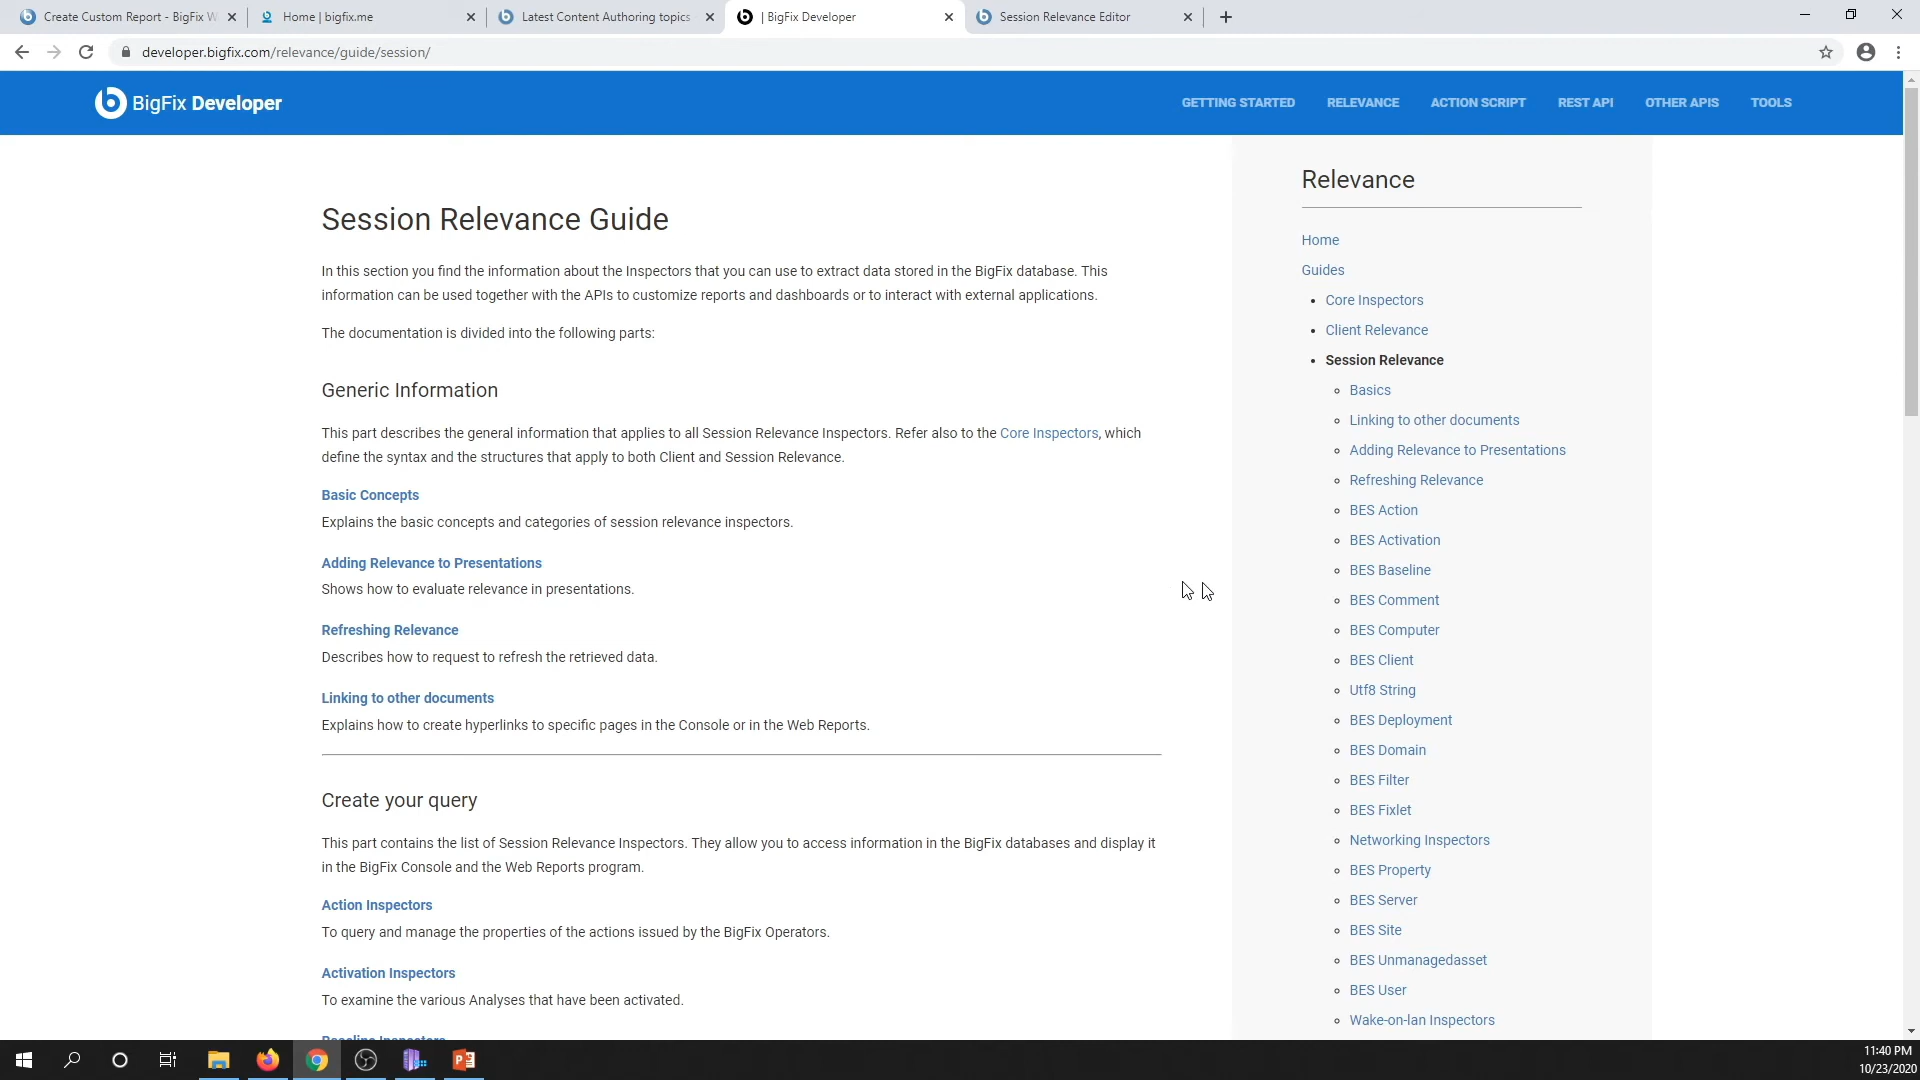 Create Custom Report - BigFix W
Home | bigfix.me
Latest Content Authoring topics
| BigFix Developer
Session Relevance Editor
developer.bigfix.com/relevance/guide/session/
BigFix Developer
GETTING STARTED
RELEVANCE
ACTION SCRIPT
REST API
OTHER APIS
TOOLS
Session Relevance Guide
In this section you find the information about the Inspectors that you can use to extract data stored in the BigFix database. This
information can be used together with the APIs to customize reports and dashboards or to interact with external applications.
The documentation is divided into the following parts:
Generic Information
This part describes the general information that applies to all Session Relevance Inspectors. Refer also to the Core Inspectors, which
define the syntax and the structures that apply to both Client and Session Relevance.
Basic Concepts
Explains the basic concepts and categories of session relevance inspectors.
Adding Relevance to Presentations
Shows how to evaluate relevance in presentations.
Refreshing Relevance
Describes how to request to refresh the retrieved data.
Linking to other documents
Explains how to create hyperlinks to specific pages in the Console or in the Web Reports.
Create your query
This part contains the list of Session Relevance Inspectors. They allow you to access information in the BigFix databases and display it
in the BigFix Console and the Web Reports program.
Action Inspectors
To query and manage the properties of the actions issued by the BigFix Operators.
Activation Inspectors
To examine the various Analyses that have been activated.
Baseline Inspectors
Relevance
Home
Guides
Core Inspectors
Client Relevance
Session Relevance
Basics
Linking to other documents
Adding Relevance to Presentations
Refreshing Relevance
BES Action
BES Activation
BES Baseline
BES Comment
BES Computer
BES Client
Utf8 String
BES Deployment
BES Domain
BES Filter
BES Fixlet
Networking Inspectors
BES Property
BES Server
BES Site
BES Unmanagedasset
BES User
Wake-on-lan Inspectors
11:40 PM
10/23/2020